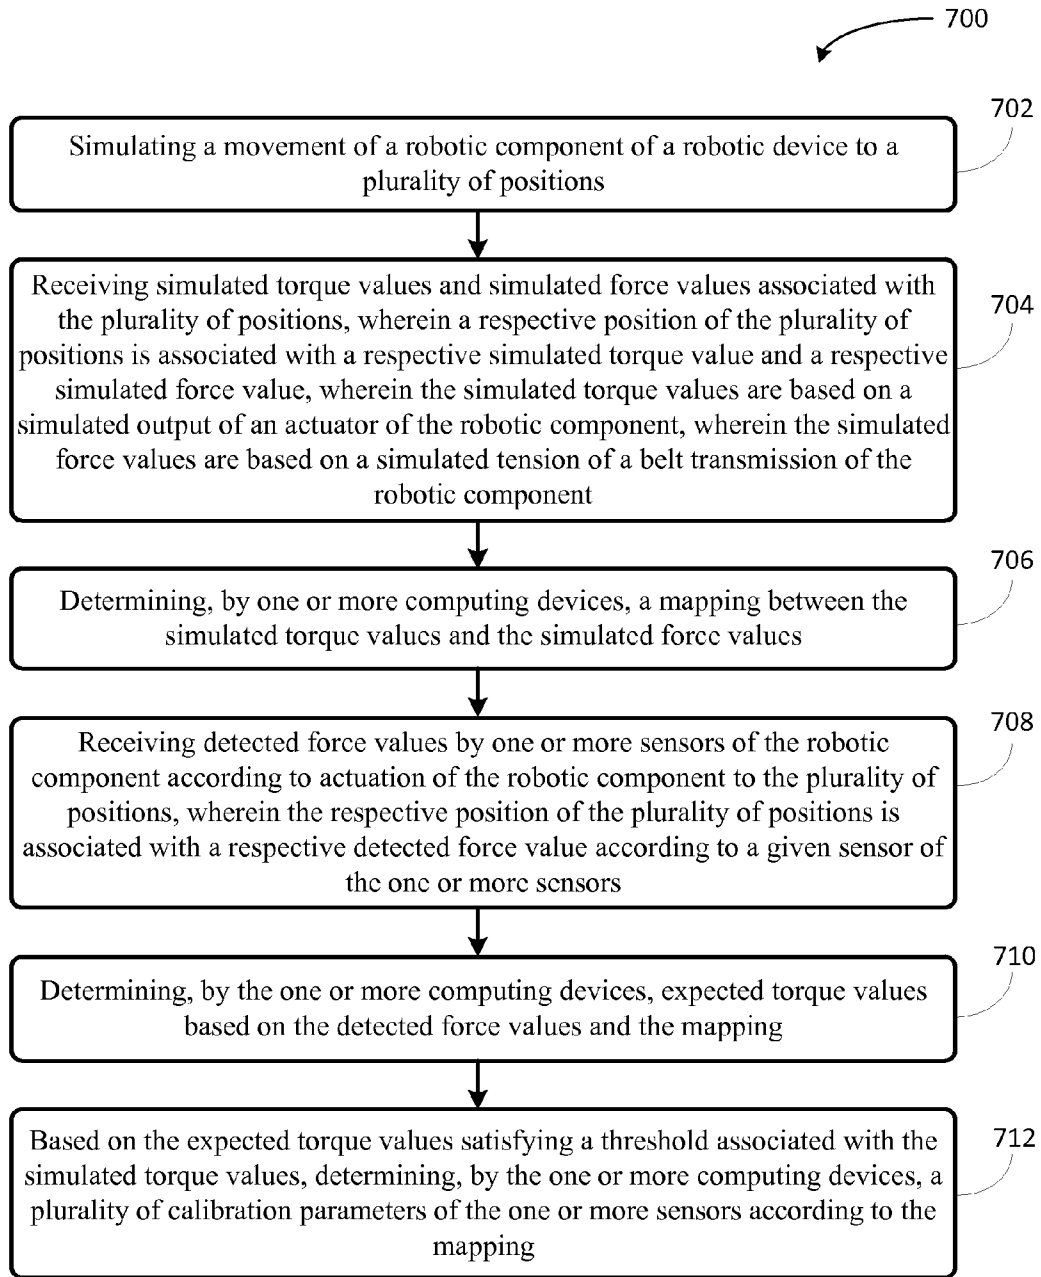 700
702
Simulating a movement of a robotic component of a robotic device to a
plurality of positions
704
Receiving simulated torque values and simulated force values associated with
the plurality of positions, wherein a respective position of the plurality of
positions is associated with a respective simulated torque value and a respective
simulated force value, wherein the simulated torque values are based on a
simulated output of an actuator of the robotic component, wherein the simulated
force values are based on a simulated tension of a belt transmission of the
robotic component
706
Determining, by one or more computing devices, a mapping between the
simulated torque values and the simulated force values
708
Receiving detected force values by one or more sensors of the robotic
component according to actuation of the robotic component to the plurality of
positions, wherein the respective position of the plurality of positions is
associated with a respective detected force value according to a given sensor of
the one or more sensors
710
Determining, by the one or more computing devices, expected torque values
based on the detected force values and the mapping
712
Based on the expected torque values satisfying a threshold associated with the
simulated torque values, determining, by the one or more computing devices, a
plurality of calibration parameters of the one or more sensors according to the
mapping